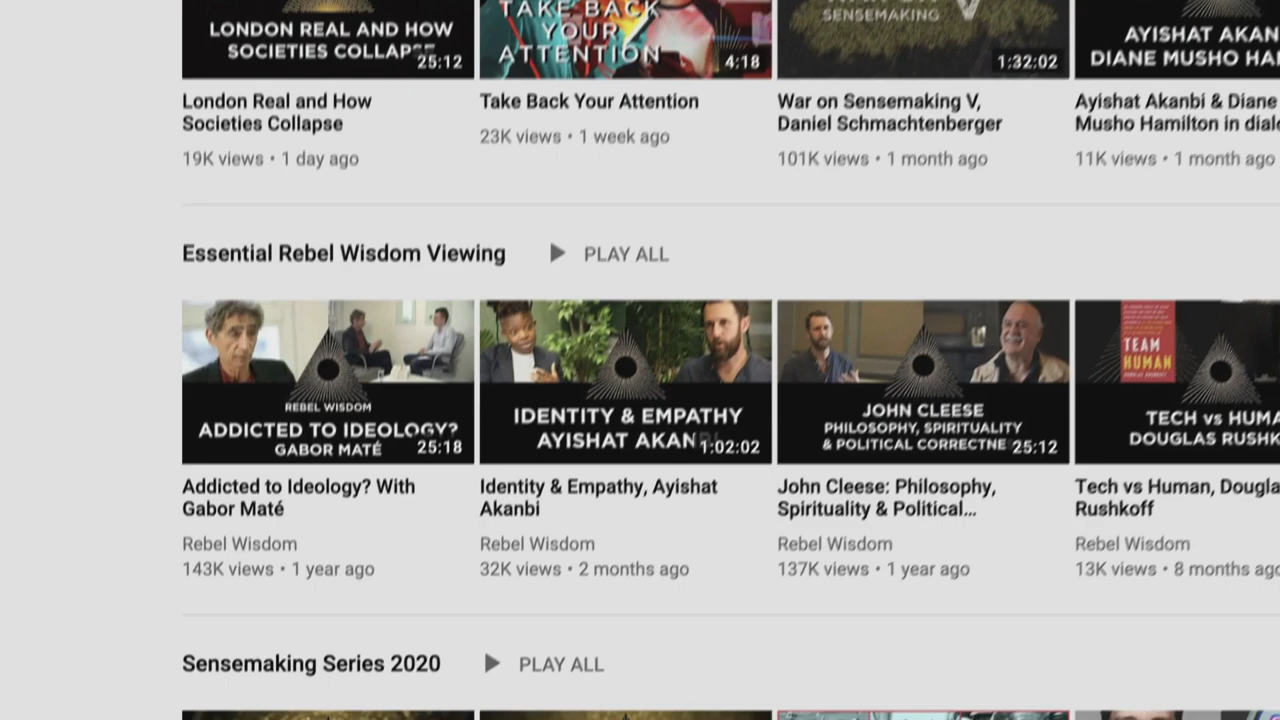 LONDON REAL AND HOW
SOCIETIES COLLAPSE
25:12
TAKE BACK
YOUR
ATTENTION
4:18
SENSEMAKING V
1:32:02
AYISHAT AKAN
DIANE MUSHO HA
London Real and How
Societies Collapse
19K views • 1 day ago
Take Back Your Attention
23K views • 1 week ago
War on Sensemaking V,
Daniel Schmachtenberger
101K views • 1 month ago
Ayishat Akanbi & Diane
Musho Hamilton in dial
11K views • 1 month ago
Essential Rebel Wisdom Viewing
PLAY ALL
REBEL WISDOM
ADDICTED TO IDEOLOGY?
GABOR MATÉ
25:18
IDENTITY & EMPATHY
AYISHAT AKANBI
1:02:02
JOHN CLEESE
PHILOSOPHY, SPIRITUALITY
& POLITICAL CORRECTNE
25:12
TEAM
HUMAN
TECH vs HUMA
DOUGLAS RUSHK
Addicted to Ideology? With
Gabor Maté
Rebel Wisdom
143K views • 1 year ago
Identity & Empathy, Ayishat
Akanbi
Rebel Wisdom
32K views • 2 months ago
John Cleese: Philosophy,
Spirituality & Political...
Rebel Wisdom
137K views • 1 year ago
Tech vs Human, Dougla
Rushkoff
Rebel Wisdom
13K views • 8 months ago
Sensemaking Series 2020
PLAY ALL